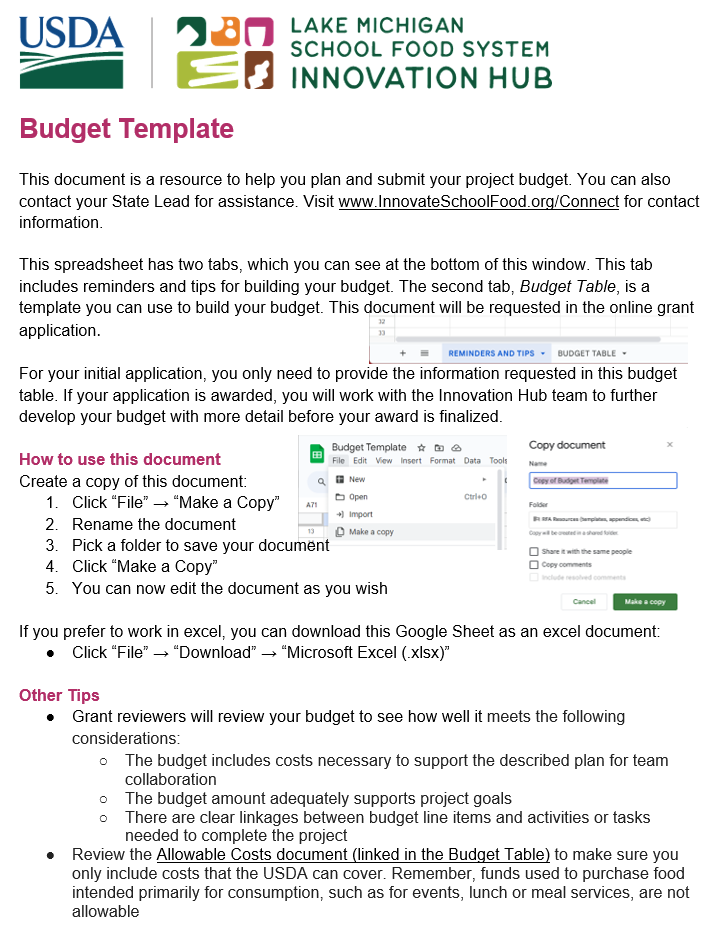 USDA
LAKE MICHIGAN
SCHOOL FOOD SYSTEM
INNOVATION HUB
Budget Template
This document is a resource to help you plan and submit your project budget. You can also
contact your State Lead for assistance. Visit www.InnovateSchoolFood.org/Connect for contact
information.
This spreadsheet has two tabs, which you can see at the bottom of this window. This tab
includes reminders and tips for building your budget. The second tab, Budget Table, is a
template you can use to build your budget. This document will be requested in the online grant
application.
32
33
+ REMINDERS AND TIPS BUDGET TABLE
For your initial application, you only need to provide the information requested in this budget
table. If your application is awarded, you will work with the Innovation Hub team to further
develop your budget with more detail before your award is finalized.
How to use this document
Create a copy of this document:
1. Click “File” → “Make a Copy”
2. Rename the document
3. Pick a folder to save your document
4. Click “Make a Copy”
5. You can now edit the document as you wish
Budget Template
File Edit View Insert Format Data Tools
New
A71 Open Ctrl+O
Import
13 Make a copy
Copy document
Name
Copy of Budget Template
Folder
RFA Resources (templates, appendices, etc)
Copy will be created in a shared folder.
Share it with the same people
Copy comments
Include resolved comments
Cancel Make a copy
If you prefer to work in excel, you can download this Google Sheet as an excel document:
● Click “File” → “Download” → “Microsoft Excel (.xlsx)”
Other Tips
● Grant reviewers will review your budget to see how well it meets the following
considerations:
○ The budget includes costs necessary to support the described plan for team
collaboration
○ The budget amount adequately supports project goals
○ There are clear linkages between budget line items and activities or tasks
needed to complete the project
● Review the Allowable Costs document (linked in the Budget Table) to make sure you
only include costs that the USDA can cover. Remember, funds used to purchase food
intended primarily for consumption, such as for events, lunch or meal services, are not
allowable